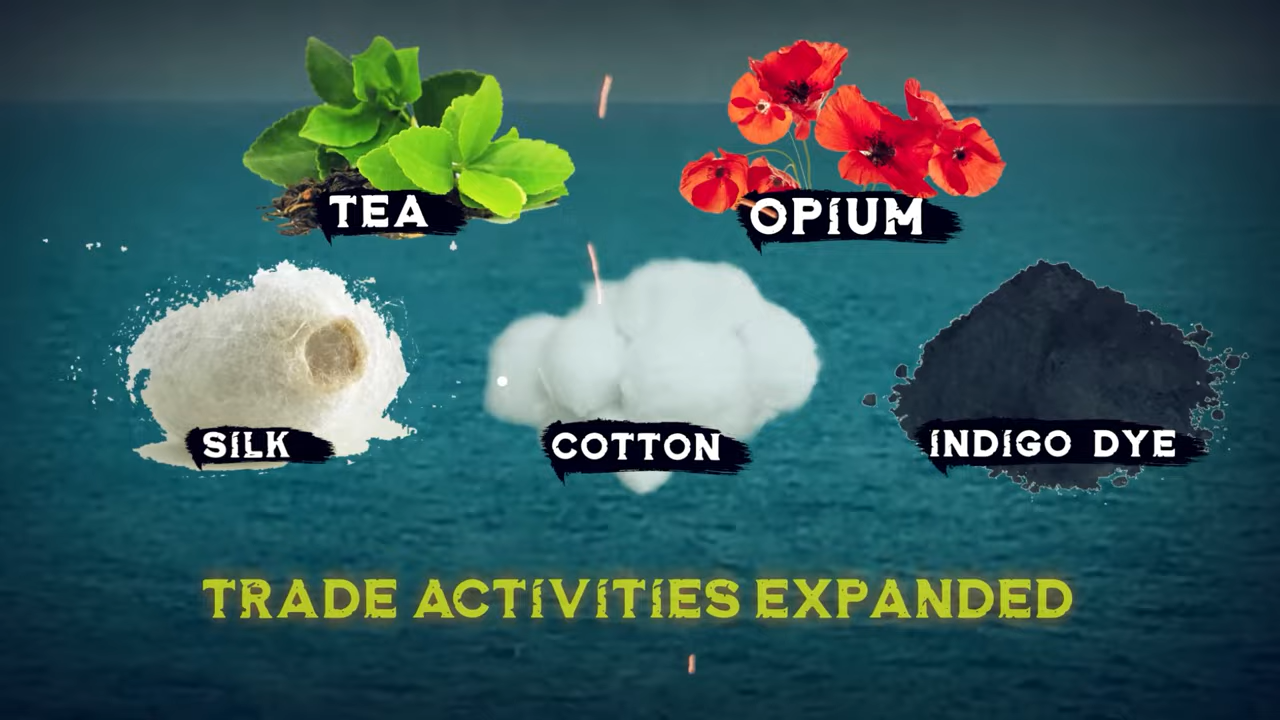 TEA
OPIUM
SILK
COTTON
INDIGO DYE
TRADE ACTIVITIES EXPANDED